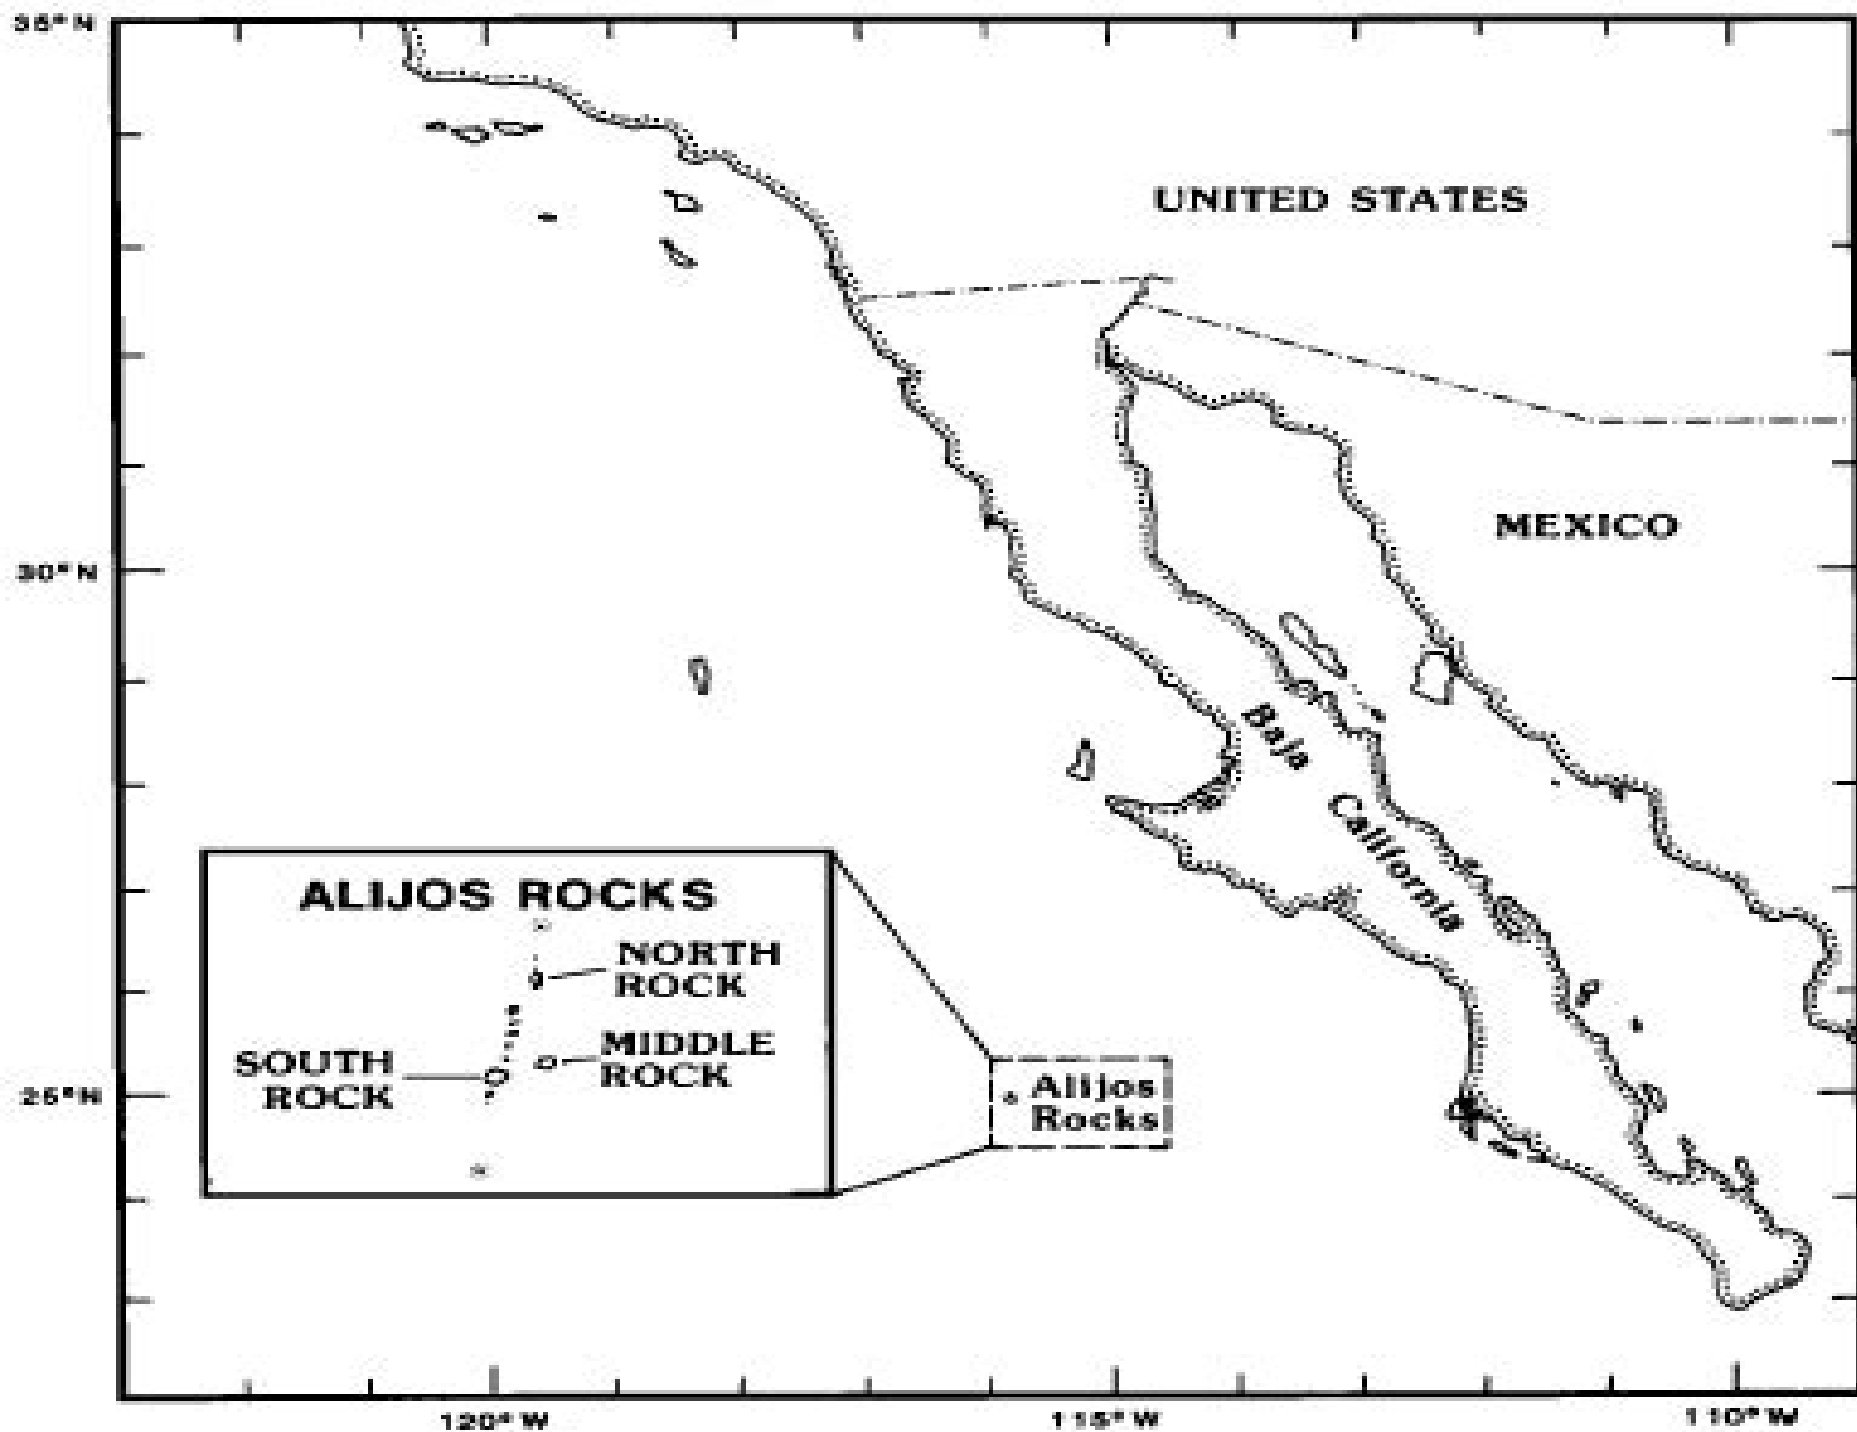 35°N
UNITED STATES
MEXICO
30°N
Baja
California
ALIJOS ROCKS
NORTH
ROCK
MIDDLE
ROCK
SOUTH
ROCK
25°N
Alijos
Rocks
120°W
115°W
110°W